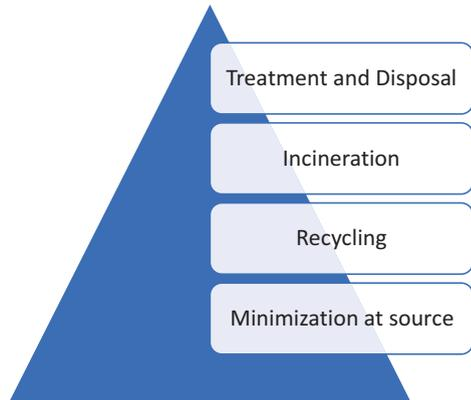 Treatment and Disposal
Incineration
Recycling
Minimization at source